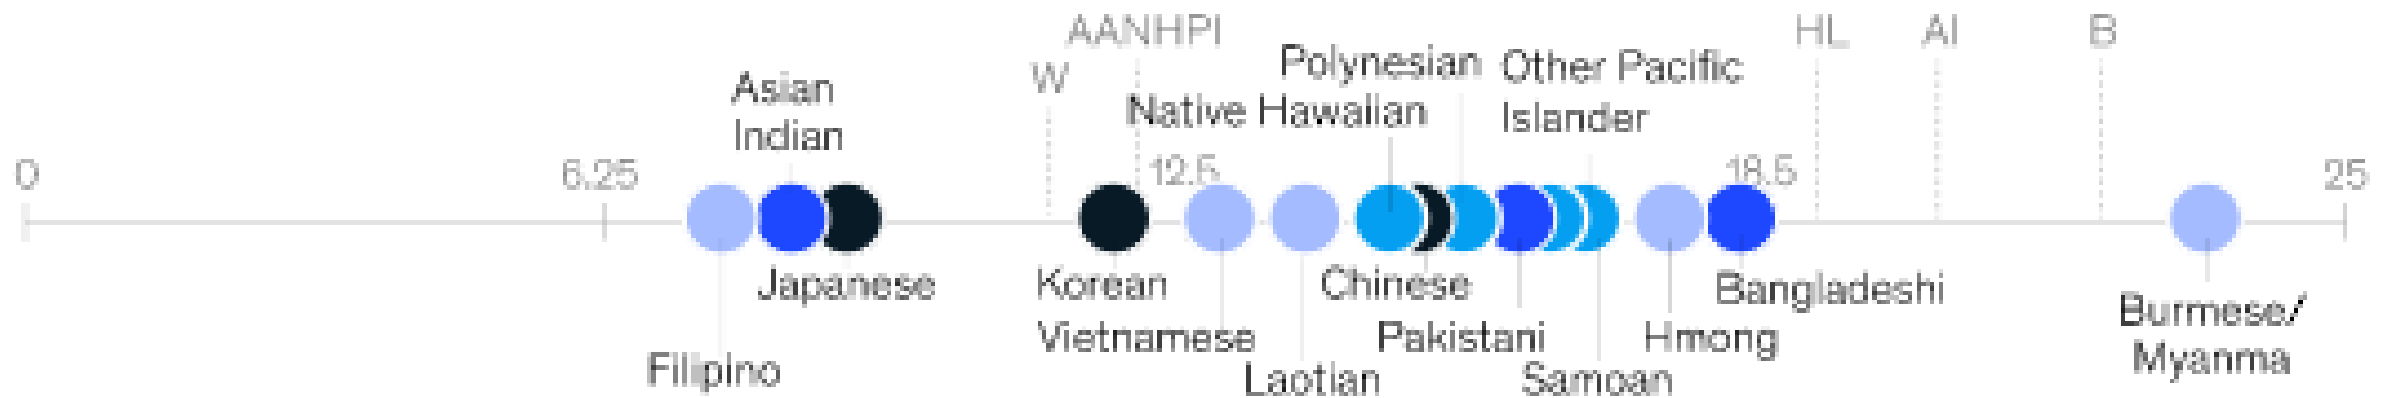 AANHPI
HL
AI
B
W
Polynesian
Other Pacific
Islander
Asian
Indian
Native Hawaiian
0
6.25
12.5
18.5
25
Japanese
Korean
Chinese
Bangladeshi
Vietnamese
Pakistani
Hmong
Burmese/
Myanma
Filipino
Laotian
Samoan